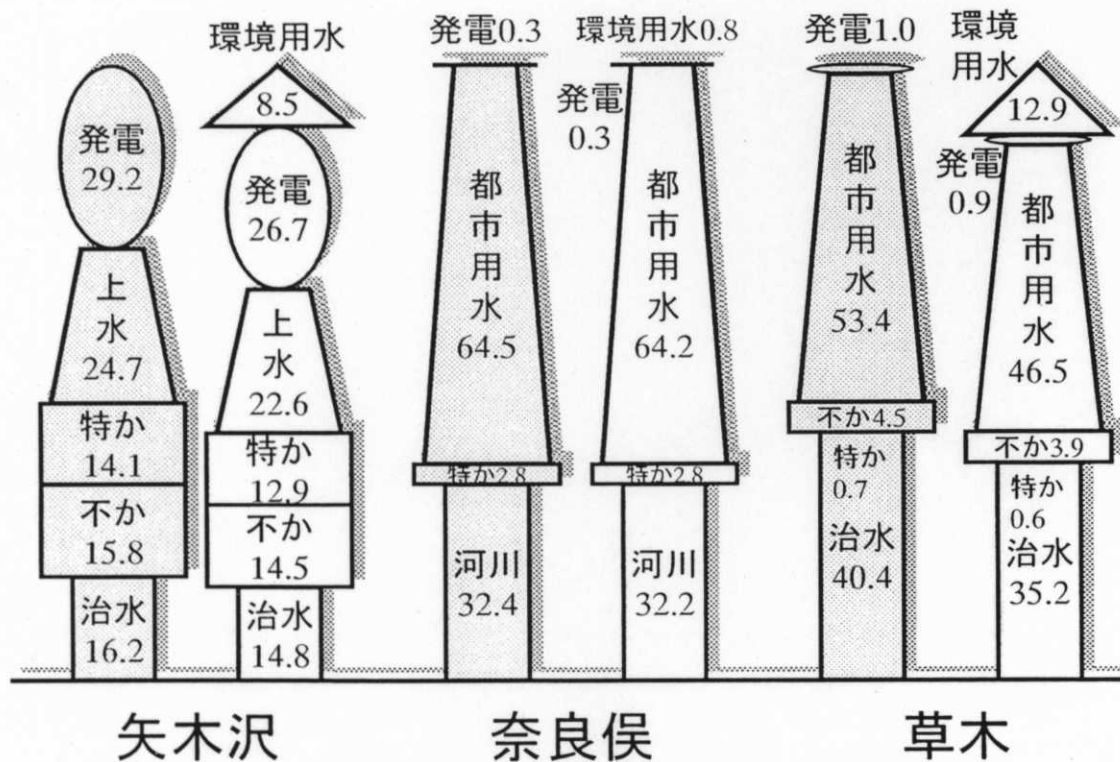 発電
29.2
上
水
24.7
特か
14.1
不か
15.8
治水
16.2
環境用水
8.5
発電
26.7
上
水
22.6
特か
12.9
不か
14.5
治水
14.8
矢木沢
発電0.3
都
市
用
水
64.5
特か2.8
河川
32.4
環境用水0.8
発電
0.3
都
市
用
水
64.2
特か2.8
河川
32.2
奈良俣
発電1.0
都
市
用
水
53.4
不か4.5
特か
0.7
治水
40.4
環境
用水
12.9
発電
0.9
都
市
用
水
46.5
不か3.9
特か
0.6
治水
35.2
草木